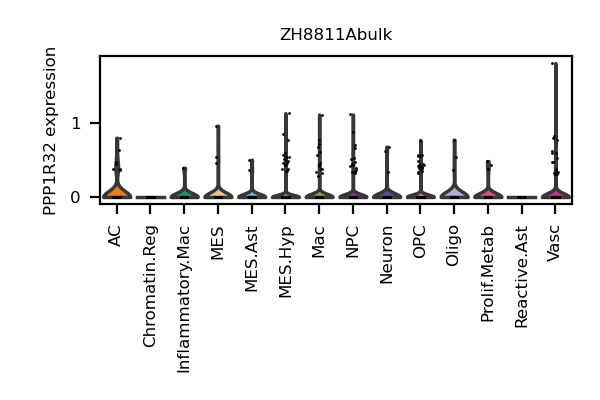 ZH8811Abulk
PPP1R32 expression
1
0
AC
Chromatin.Reg
Inflammatory.Mac
MES
MES.Ast
MES.Hyp
Mac
NPC
Neuron
OPC
Oligo
Prolif.Metab
Reactive.Ast
Vasc